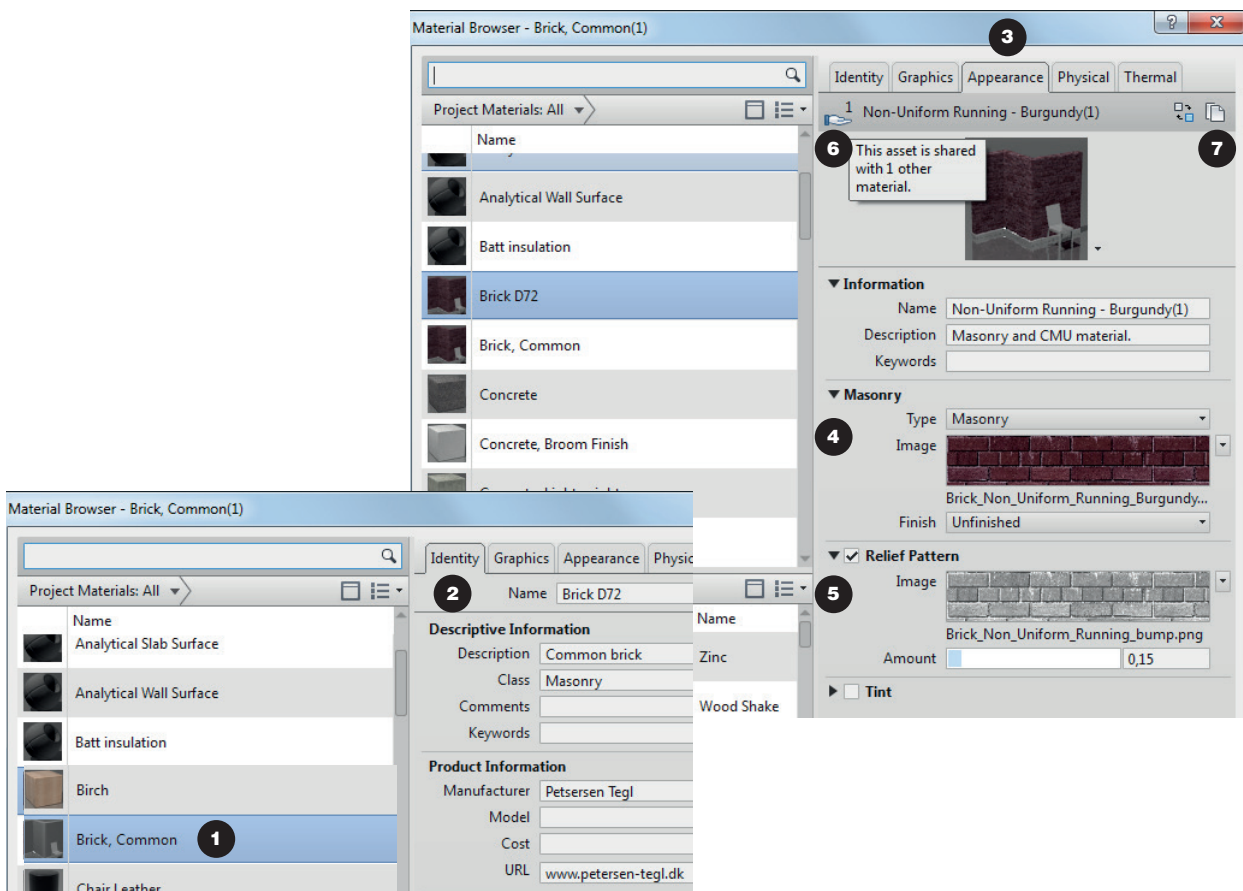 Material Browser - Brick, Common(1)
3
Identity Graphics Appearance Physical Thermal
Project Materials: All
1 Non-Uniform Running - Burgundy(1)
Name
6
This asset is shared
with 1 other
material.
7
Analytical Wall Surface
Batt insulation
Brick D72
Brick, Common
Concrete
Concrete, Broom Finish
Information
Name Non-Uniform Running - Burgundy(1)
Description Masonry and CMU material.
Keywords
Masonry
4
Type Masonry
Image
Brick_Non_Uniform_Running_Burgundy...
Finish Unfinished
Relief Pattern
5
Image
Brick_Non_Uniform_Running_bump.png
Amount 0,15
Tint
Material Browser - Brick, Common(1)
Identity Graphics Appearance Physic
Project Materials: All
2
Name Brick D72
Name
Analytical Slab Surface
Analytical Wall Surface
Batt insulation
Birch
Brick, Common 1
Chair Leather
Descriptive Information
Description Common brick
Class Masonry
Comments
Keywords
Product Information
Manufacturer Petsersen Tegl
Model
Cost
URL www.petersen-tegl.dk
Name
Zinc
Wood Shake